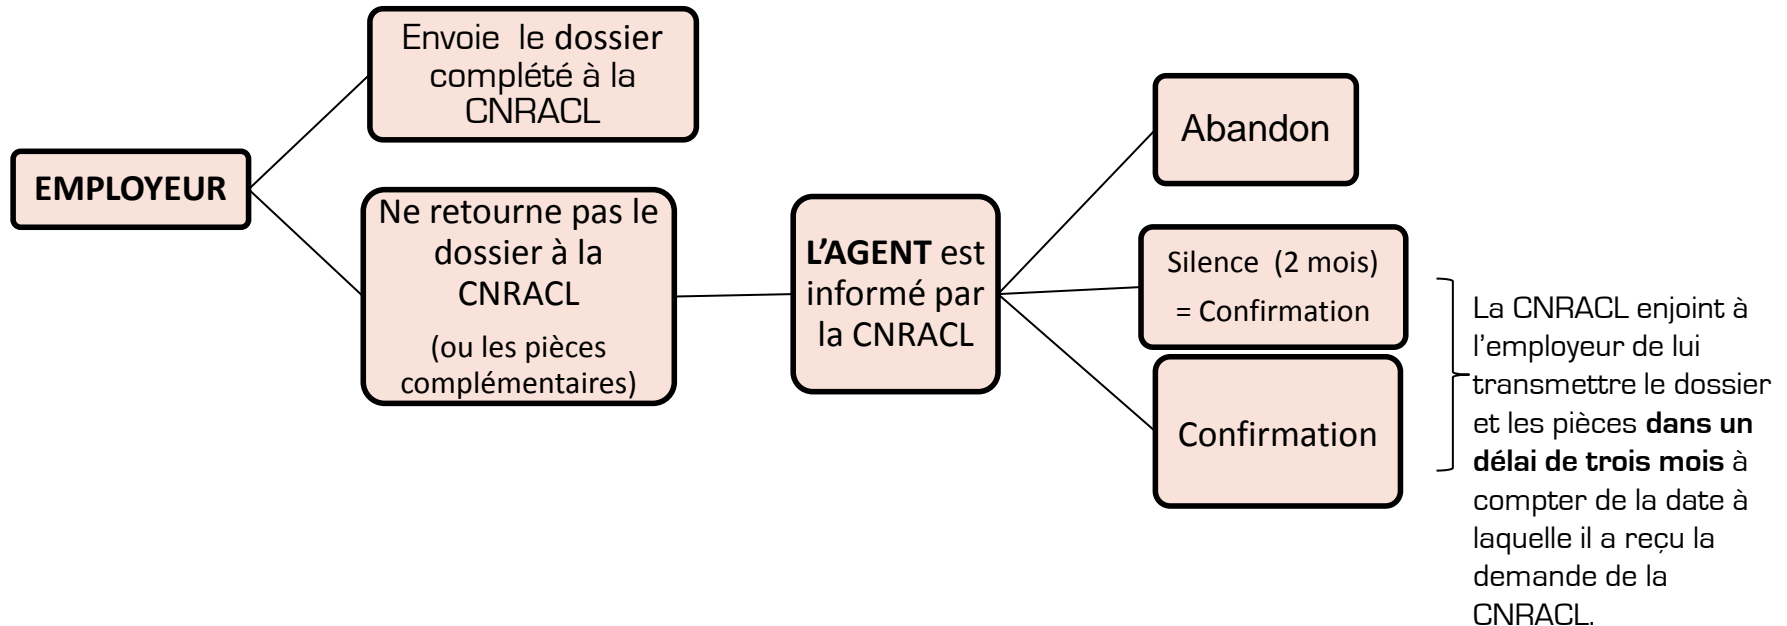 EMPLOYEUR
Envoie le dossier
complété à la
CNRACL
Ne retourne pas le
dossier à la
CNRACL
(ou les pièces
complémentaires)
L'AGENT est
informé par
la CNRACL
Abandon
Silence (2 mois)
= Confirmation
Confirmation
La CNRACL enjoint à
l'employeur de lui
transmettre le dossier
et les pièces dans un
délai de trois mois à
compter de la date à
laquelle il a reçu la
demande de la
CNRACL.